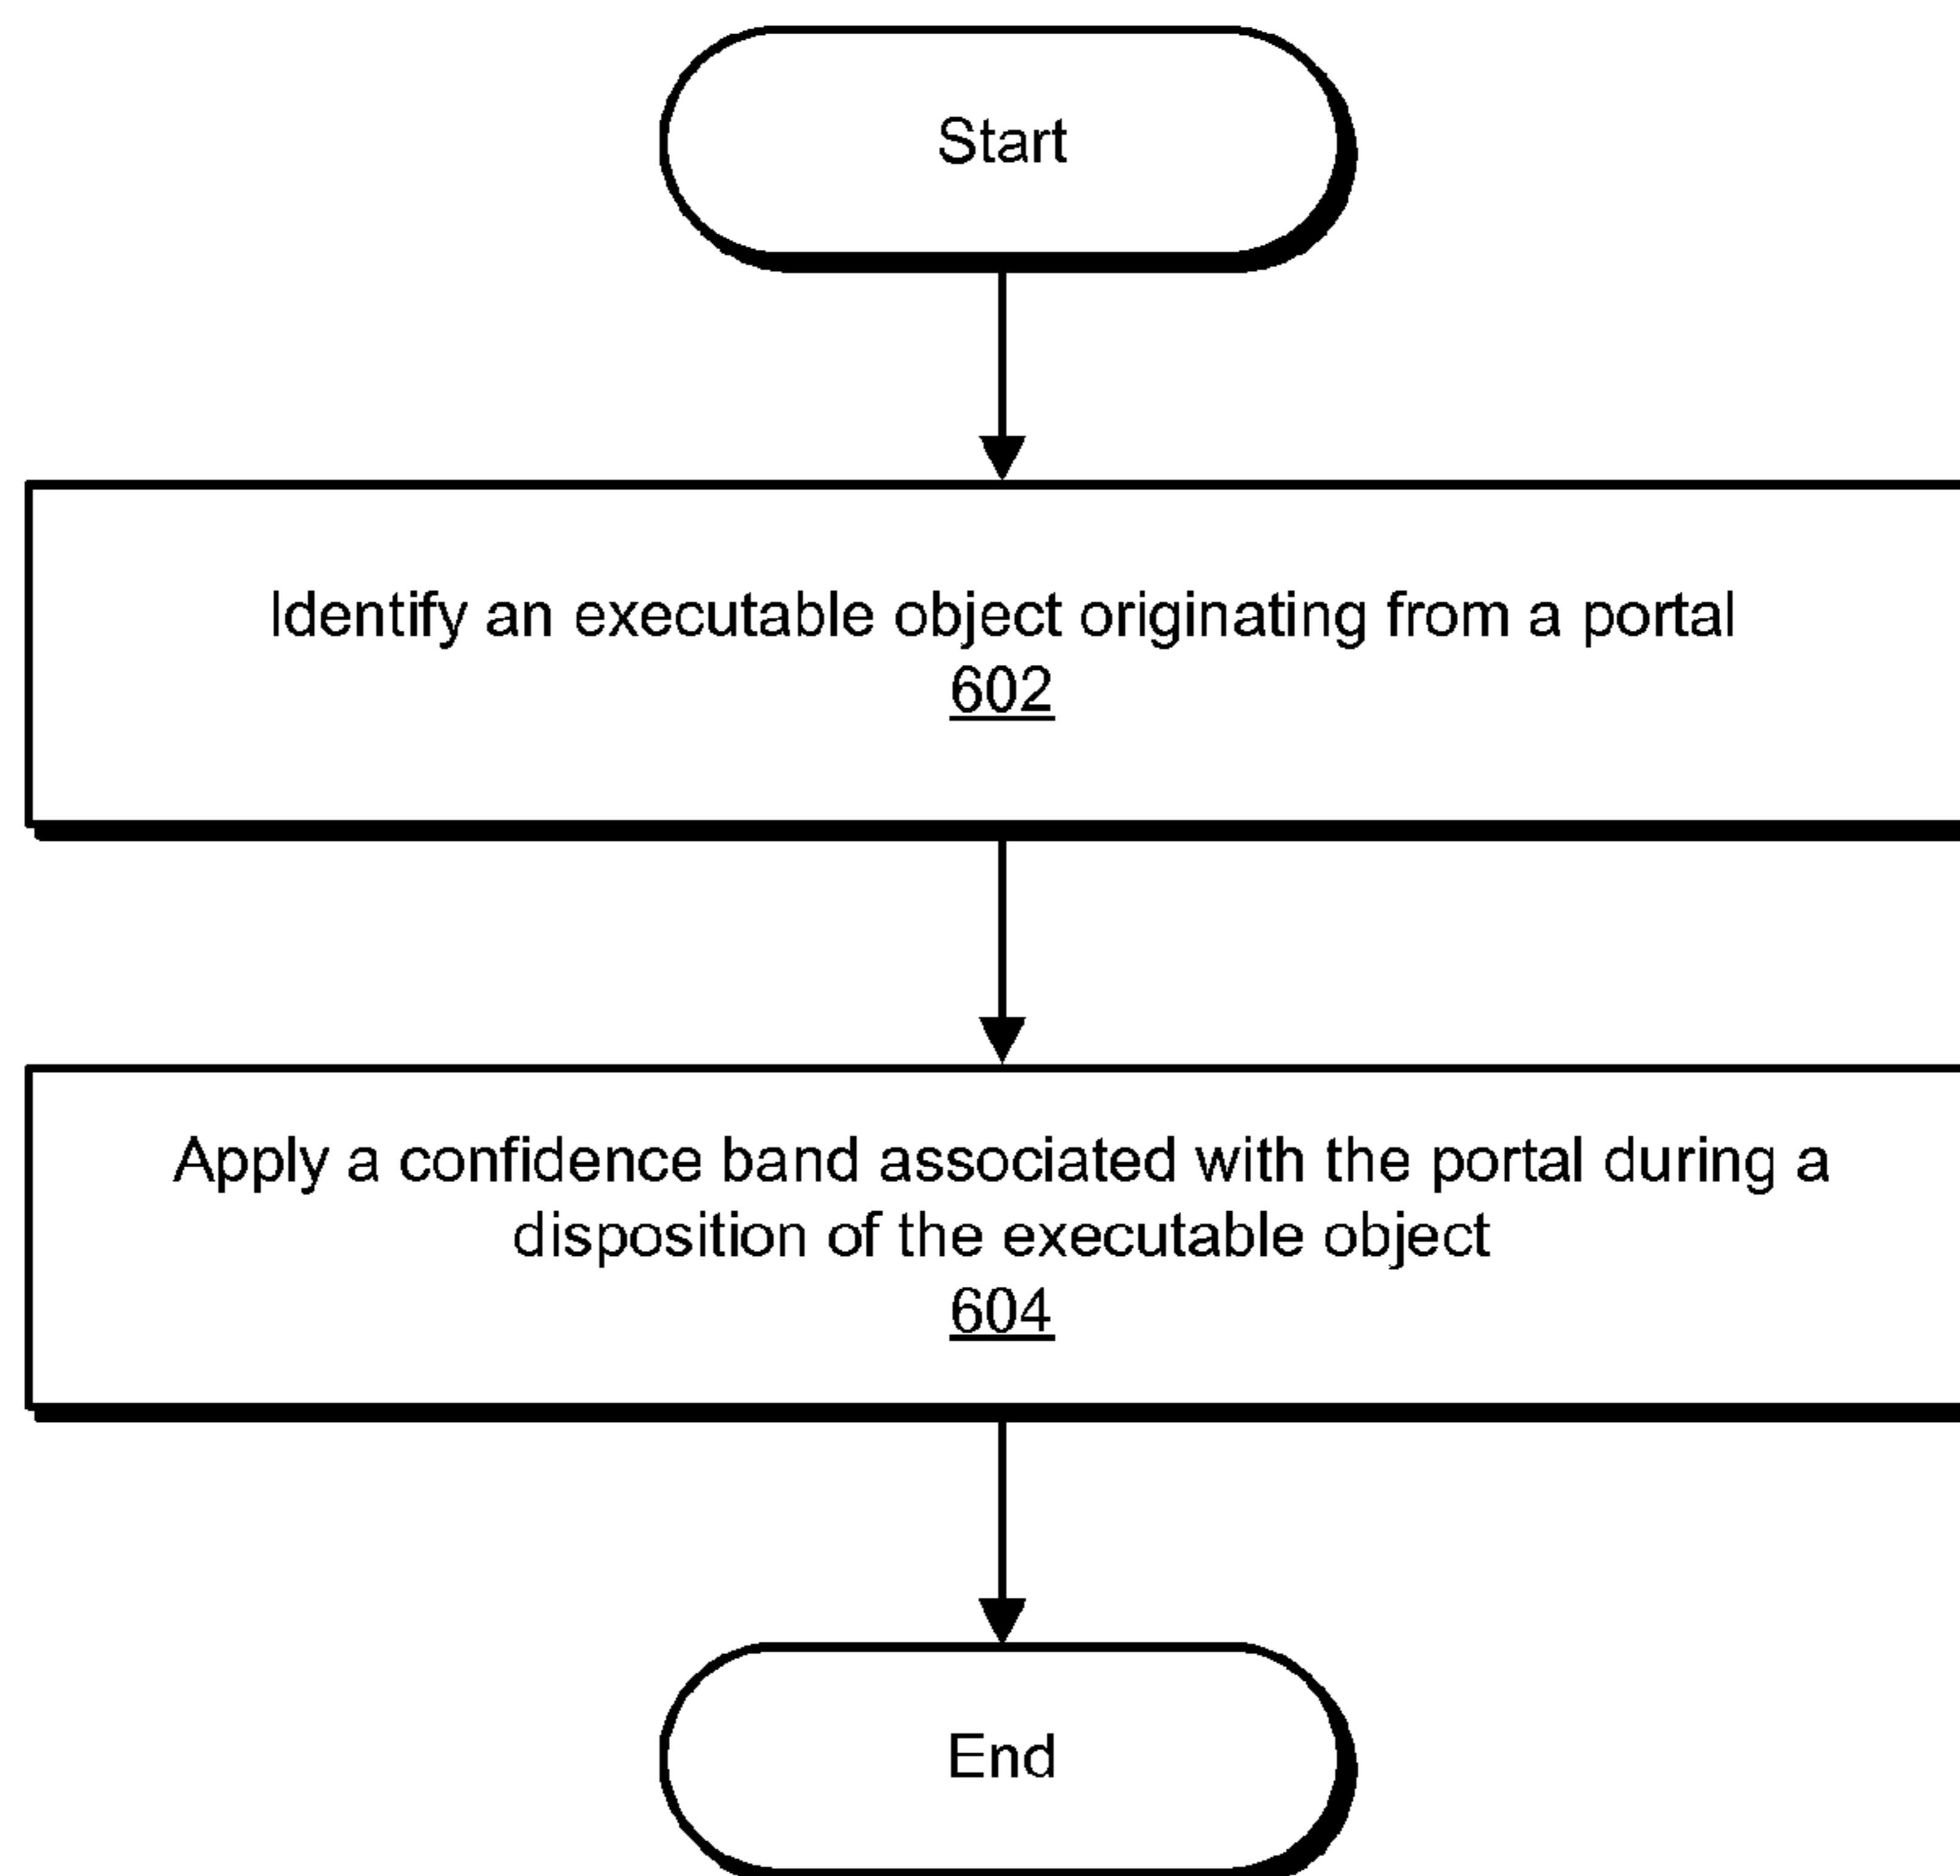 Start
Identify an executable object originating from a portal
602
Apply a confidence band associated with the portal during a
disposition of the executable object
604
End